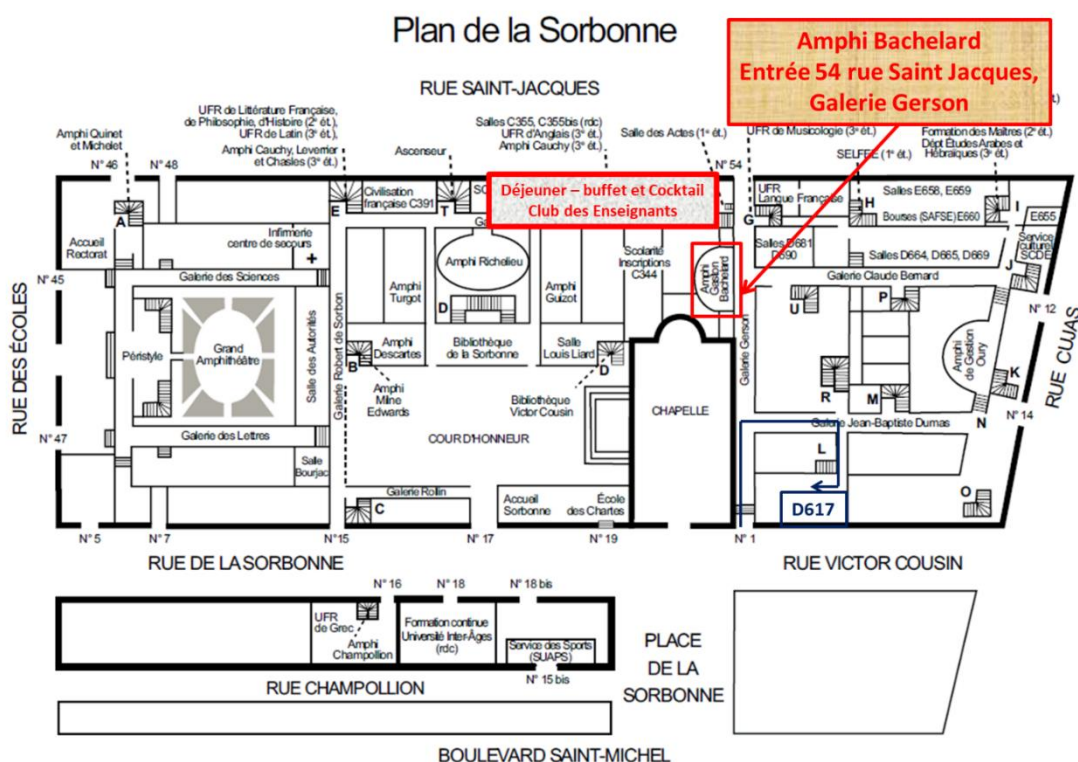 Plan de la Sorbonne
Amphi Bachelard
Entrée 54 rue Saint Jacques,
Galerie Gerson
RUE SAINT-JACQUES
UFR de Littérature Française,
de Philosophie, d'Histoire (2e ét.),
UFR de Latin (3e ét.),
Amphi Cauchy, Leverrier
et Chasles (3e ét.)
Amphi Quinet
et Michelet
N° 46
N° 48
Ascenseur
Salles C355, C355bis (rdc)
UFR d'Anglais (3e ét.)
Amphi Cauchy (3e ét.)
Salle des Actes (1e ét.)
N° 54
UFR de Musicologie (3e ét.)
SELFEE (1e ét.)
Formation des Maîtres (2e ét.)
Dépt Études Arabes et
Hébraïques (3e ét.)
A
E
Civilisation
française C391
T
Déjeuner – buffet et Cocktail
Club des Enseignants
G
UFR
Langue Française
H
Salles E658, E659
Bourses (SAFSE) E660
I
E655
Service
culturel
SCDE
Accueil
Rectorat
Infirmerie
centre de secours
+
Amphi Richelieu
Scolarité
Inscriptions
C344
Amphi
Gestion
Bachelard
Salles D681
D690
Salles D664, D665, D669
J
N° 45
Galerie des Sciences
Galerie Claude Bernard
Amphi
Turgot
D
Amphi
Guizot
U
P
N° 12
RUE DES ÉCOLES
Péristyle
Grand
Amphithéâtre
Salle des Autorités
Galerie Robert de Sorbon
Amphi
Descartes
Bibliothèque
de la Sorbonne
Salle
Louis Liard
Galerie Gerson
Amphi
de Gestion
Oury
RUE CUJAS
B
D
Amphi
Milne
Edwards
Bibliothèque
Victor Cousin
CHAPELLE
R
M
K
N° 14
N
N° 47
Galerie des Lettres
COUR D'HONNEUR
Galerie Jean-Baptiste Dumas
Salle
Bourjac
L
Galerie Rollin
C
Accueil
Sorbonne
École
des Chartes
D617
O
N° 5
N° 7
N°15
N° 17
N° 19
N° 1
RUE DE LA SORBONNE
RUE VICTOR COUSIN
N° 16
N° 18
N° 18 bis
UFR
de Grec
Amphi
Champollion
Formation continue
Université Inter-Âges
(rdc)
Service des Sports
(SUAPS)
N° 15 bis
PLACE
DE LA
SORBONNE
RUE CHAMPOLLION
BOULEVARD SAINT-MICHEL